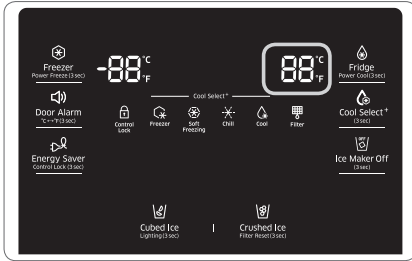 Freezer
Power Freeze (3 sec)
-88 °C
°F
88 °C
°F
Fridge
Power Cool (3 sec)
Cool Select+
Door Alarm
°C↔°F (3 sec)
Control
Lock
Freezer
Soft
Freezing
Chill
Cool
Filter
Cool Select+
(3 sec)
Energy Saver
Control Lock (3 sec)
OFF
Ice Maker Off
(3 sec)
Cubed Ice
Lighting (3 sec)
Crushed Ice
Filter Reset (3 sec)